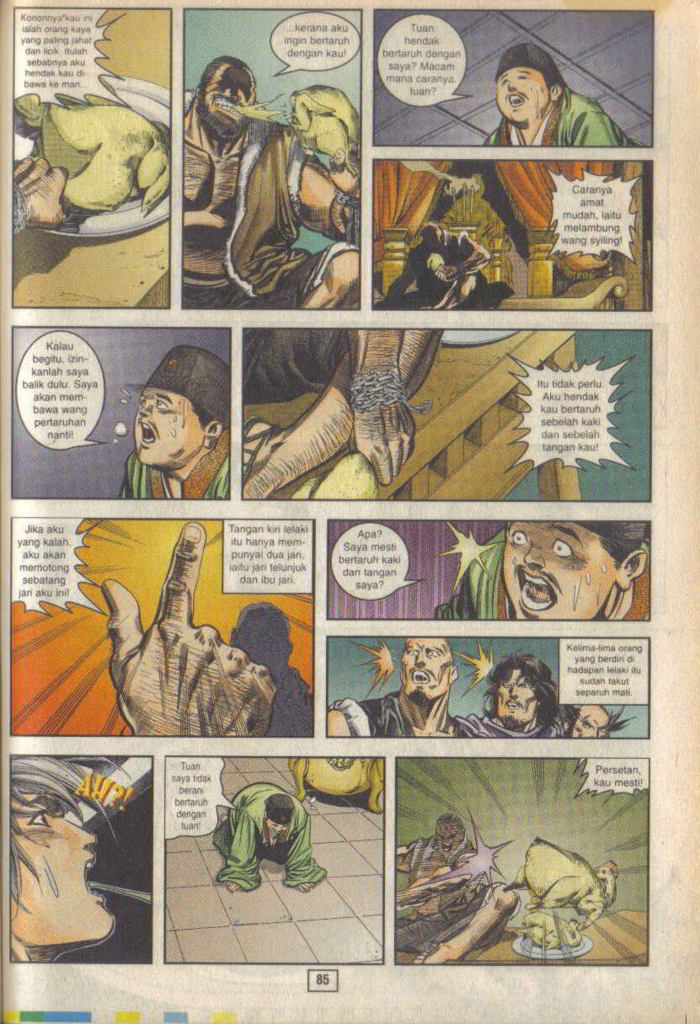 Kononnya kau ini
ialah orang kaya
yang paling jahat
dan licik. Itulah
sebabnya aku
hendak kau di-
bawa ke mari...
...kerana aku
ingin bertaruh
dengan kau!
Tuan
hendak
bertaruh dengan
saya? Macam
mana caranya,
tuan?
Caranya
amat
mudah, iaitu
melambung
wang syiling!
Kalau
begitu, izin-
kanlah saya
balik dulu. Saya
akan mem-
bawa wang
pertaruhan
nanti!
Itu tidak perlu.
Aku hendak
kau bertaruh
sebelah kaki
dan sebelah
tangan kau!
Jika aku
yang kalah,
aku akan
memotong
sebatang
jari aku ini!
Tangan kiri lelaki
itu hanya mem-
punyai dua jari,
iaitu jari telunjuk
dan ibu jari.
Apa?
Saya mesti
bertaruh kaki
dan tangan
saya?
Kelima-lima orang
yang berdiri di
hadapan lelaki itu
sudah takut
separuh mati.
Tuan
saya tidak
berani
bertaruh
dengan
tuan!
Persetan,
kau mesti!
85